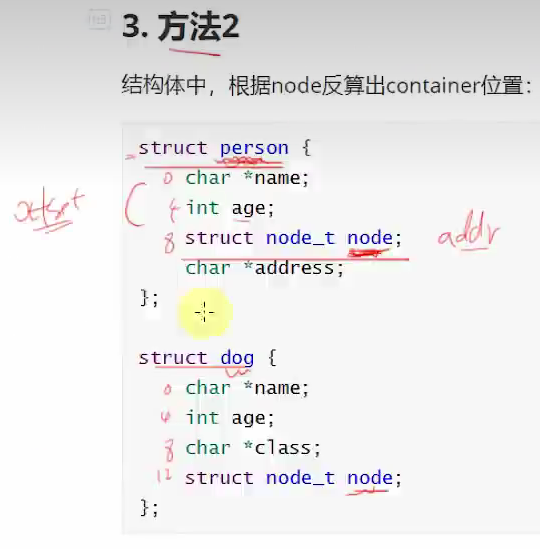 3. 方法2
结构体中，根据node反算出container位置：
struct person {
0 char *name;
offset
4 int age;
8 struct node_t node;
addr
char *address;
};
struct dog {
0 char *name;
4 int age;
8 char *class;
12 struct node_t node;
};